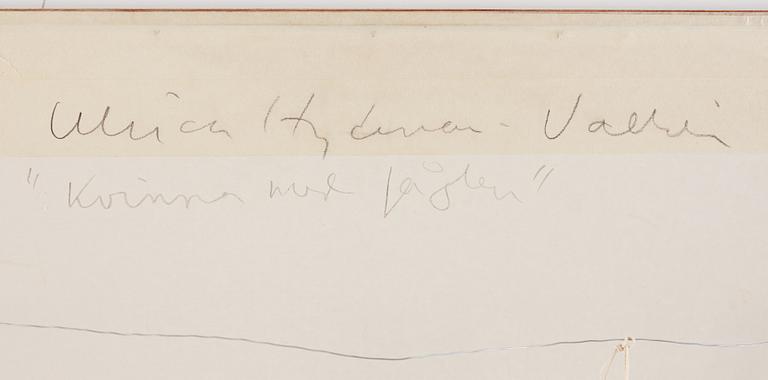 Ulrica Hydman-Vallien
"Kvinna med fåglar"